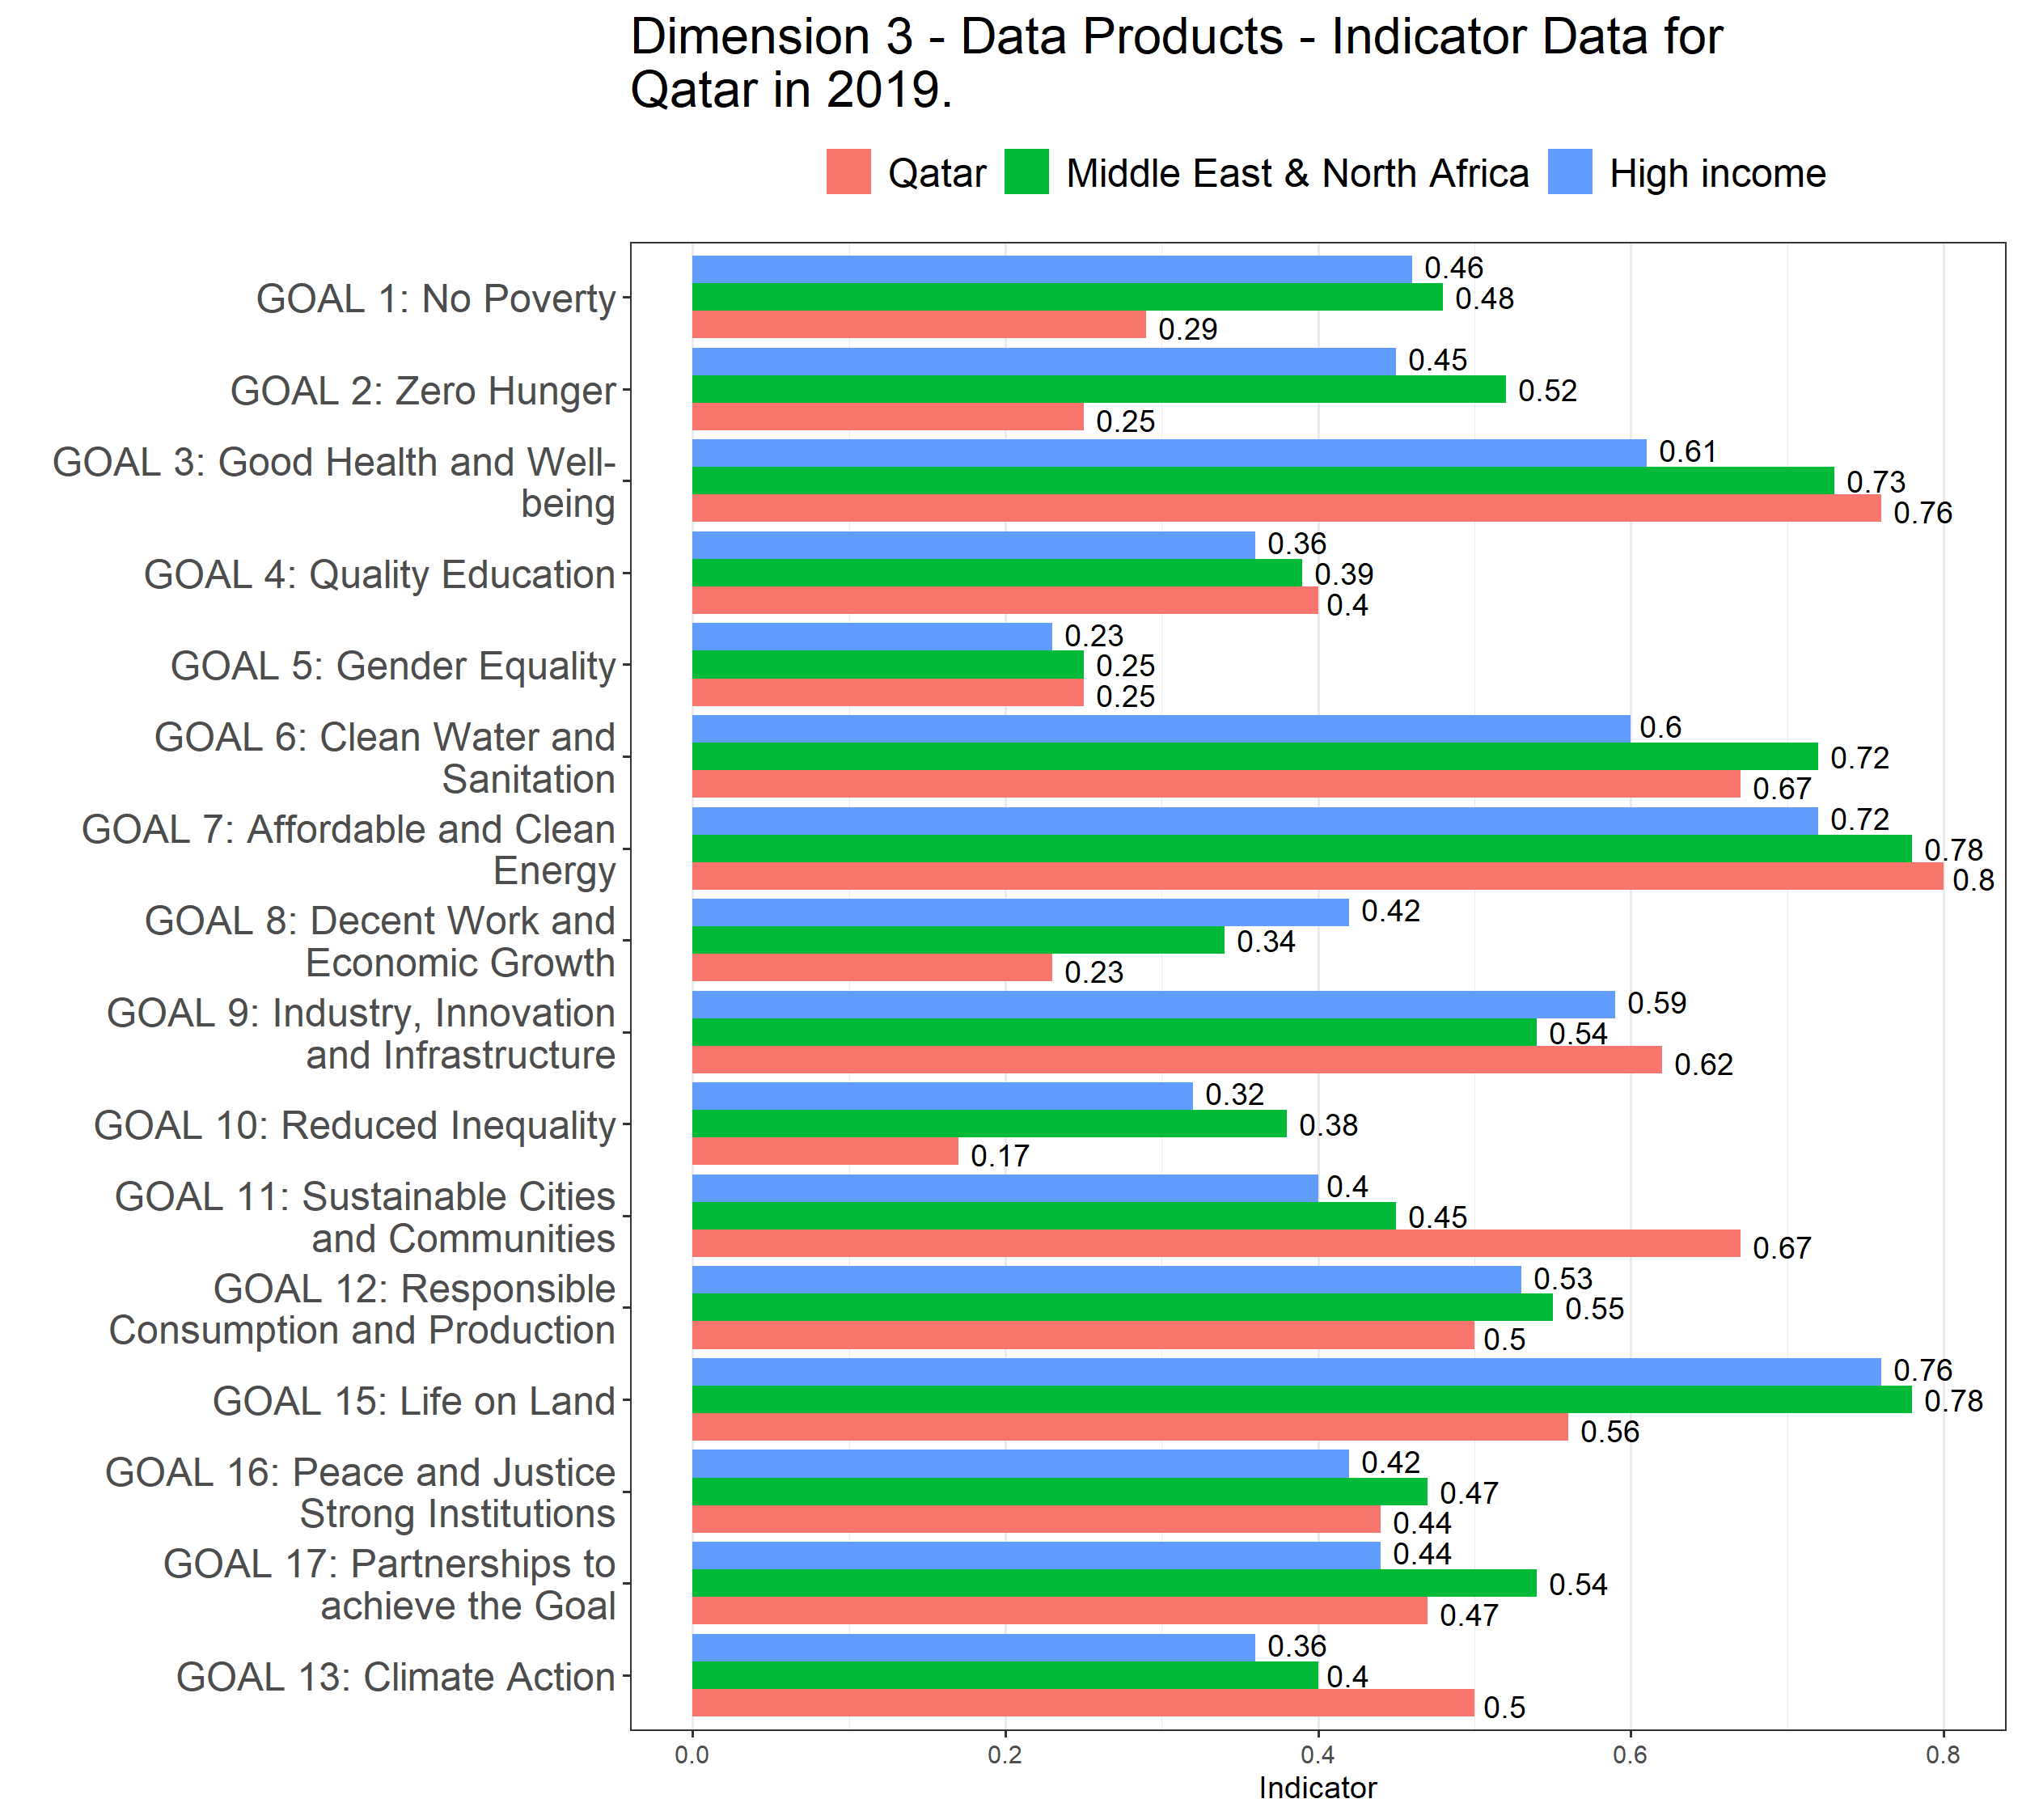 Dimension 3 - Data Products - Indicator Data for
Qatar in 2019.
Qatar
Middle East & North Africa
High income
GOAL 1: No Poverty
0.46
0.48
0.29
GOAL 2: Zero Hunger
0.45
0.52
0.25
GOAL 3: Good Health and Well-
being
0.61
0.73
0.76
GOAL 4: Quality Education
0.36
0.39
0.4
GOAL 5: Gender Equality
0.23
0.25
0.25
GOAL 6: Clean Water and
Sanitation
0.6
0.72
0.67
GOAL 7: Affordable and Clean
Energy
0.72
0.78
0.8
GOAL 8: Decent Work and
Economic Growth
0.42
0.34
0.23
GOAL 9: Industry, Innovation
and Infrastructure
0.59
0.54
0.62
GOAL 10: Reduced Inequality
0.32
0.38
0.17
GOAL 11: Sustainable Cities
and Communities
0.4
0.45
0.67
GOAL 12: Responsible
Consumption and Production
0.53
0.55
0.5
GOAL 15: Life on Land
0.76
0.78
0.56
GOAL 16: Peace and Justice
Strong Institutions
0.42
0.47
0.44
GOAL 17: Partnerships to
achieve the Goal
0.44
0.54
0.47
GOAL 13: Climate Action
0.36
0.4
0.5
0.0 0.2 0.4 0.6 0.8
Indicator